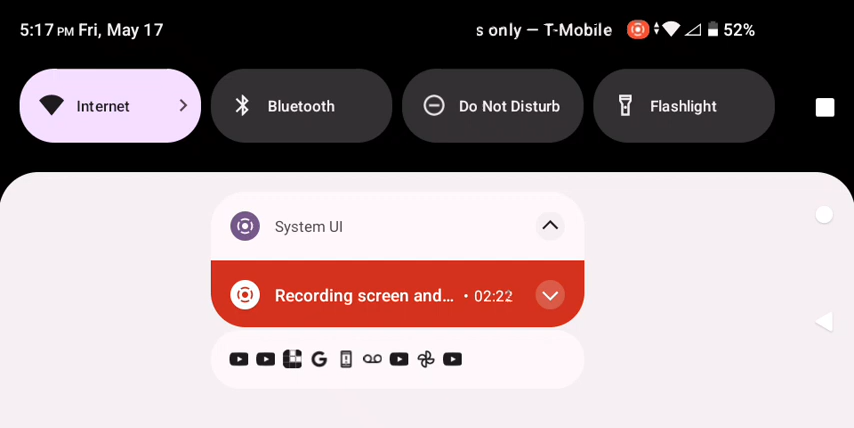 5:17 PM Fri, May 17
s only — T-Mobile
52%
Internet
Bluetooth
Do Not Disturb
Flashlight
System UI
Recording screen and… • 02:22
G